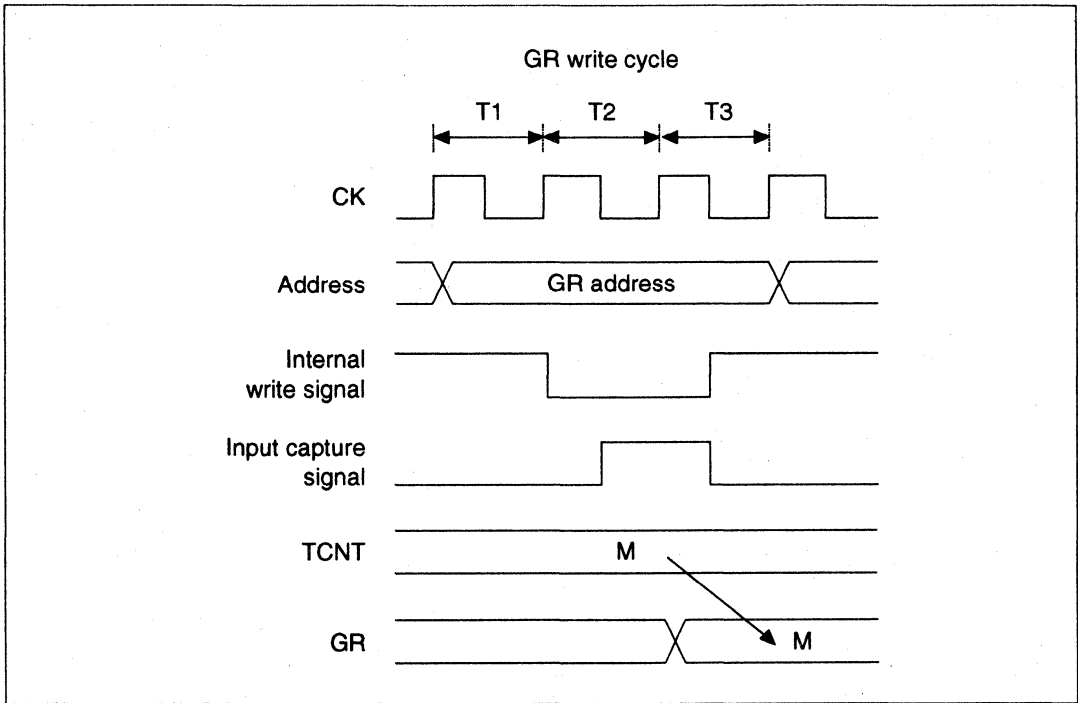 GR write cycle
T1 T2 T3
CK
Address GR address
Internal
write signal
Input capture
signal
TCNT M
GR M